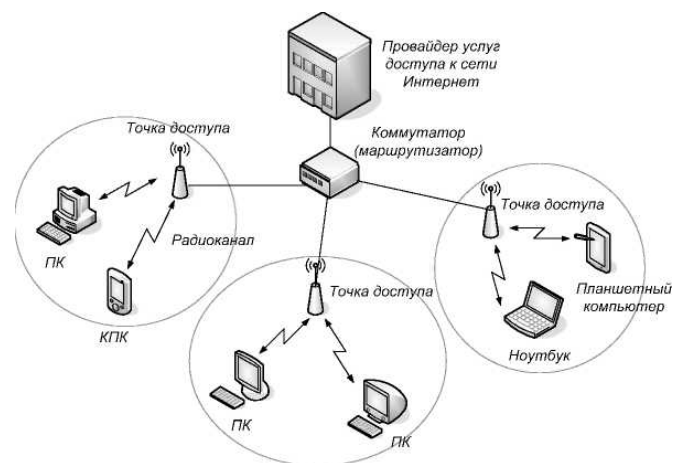 Провайдер услуг
доступа к сети
Интернет
Коммутатор
(маршрутизатор)
Точка доступа
Радиоканал
ПК
КПК
Точка доступа
ПК
ПК
Точка доступа
Планшетный
компьютер
Ноутбук